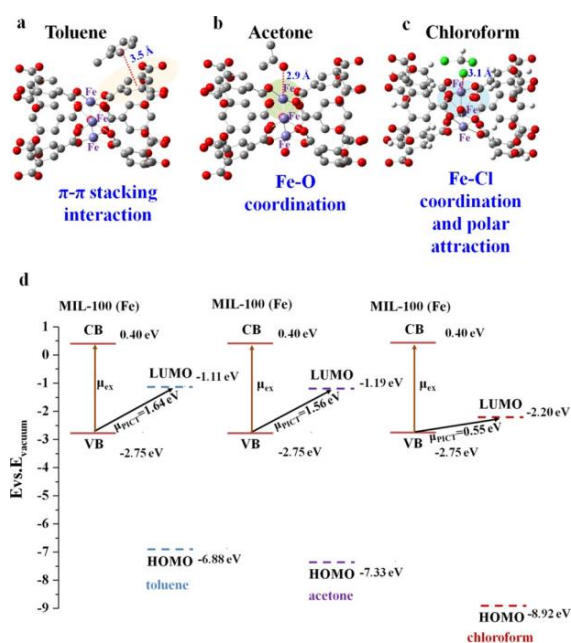 a
Toluene
3.5 Å
Fe
Fe
Fe
π-π stacking
interaction
b
Acetone
2.9 Å
Fe
Fe
Fe
Fe-O
coordination
c
Chloroform
3.1 Å
Fe
Fe
Fe
Fe-Cl
coordination
and polar
attraction
d
Evs.E vacuum
1
0
-1
-2
-3
-4
-5
-6
-7
-8
-9
MIL-100 (Fe)
CB
0.40 eV
μex
LUMO
-1.11 eV
μPICT=1.64 eV
VB
-2.75 eV
HOMO
-6.88 eV
toluene
MIL-100 (Fe)
CB
0.40 eV
μex
LUMO
-1.19 eV
μPICT=1.56 eV
VB
-2.75 eV
HOMO
-7.33 eV
acetone
MIL-100 (Fe)
CB
0.40 eV
μex
LUMO
-2.20 eV
μPICT=0.55 eV
VB
-2.75 eV
HOMO
-8.92 eV
chloroform